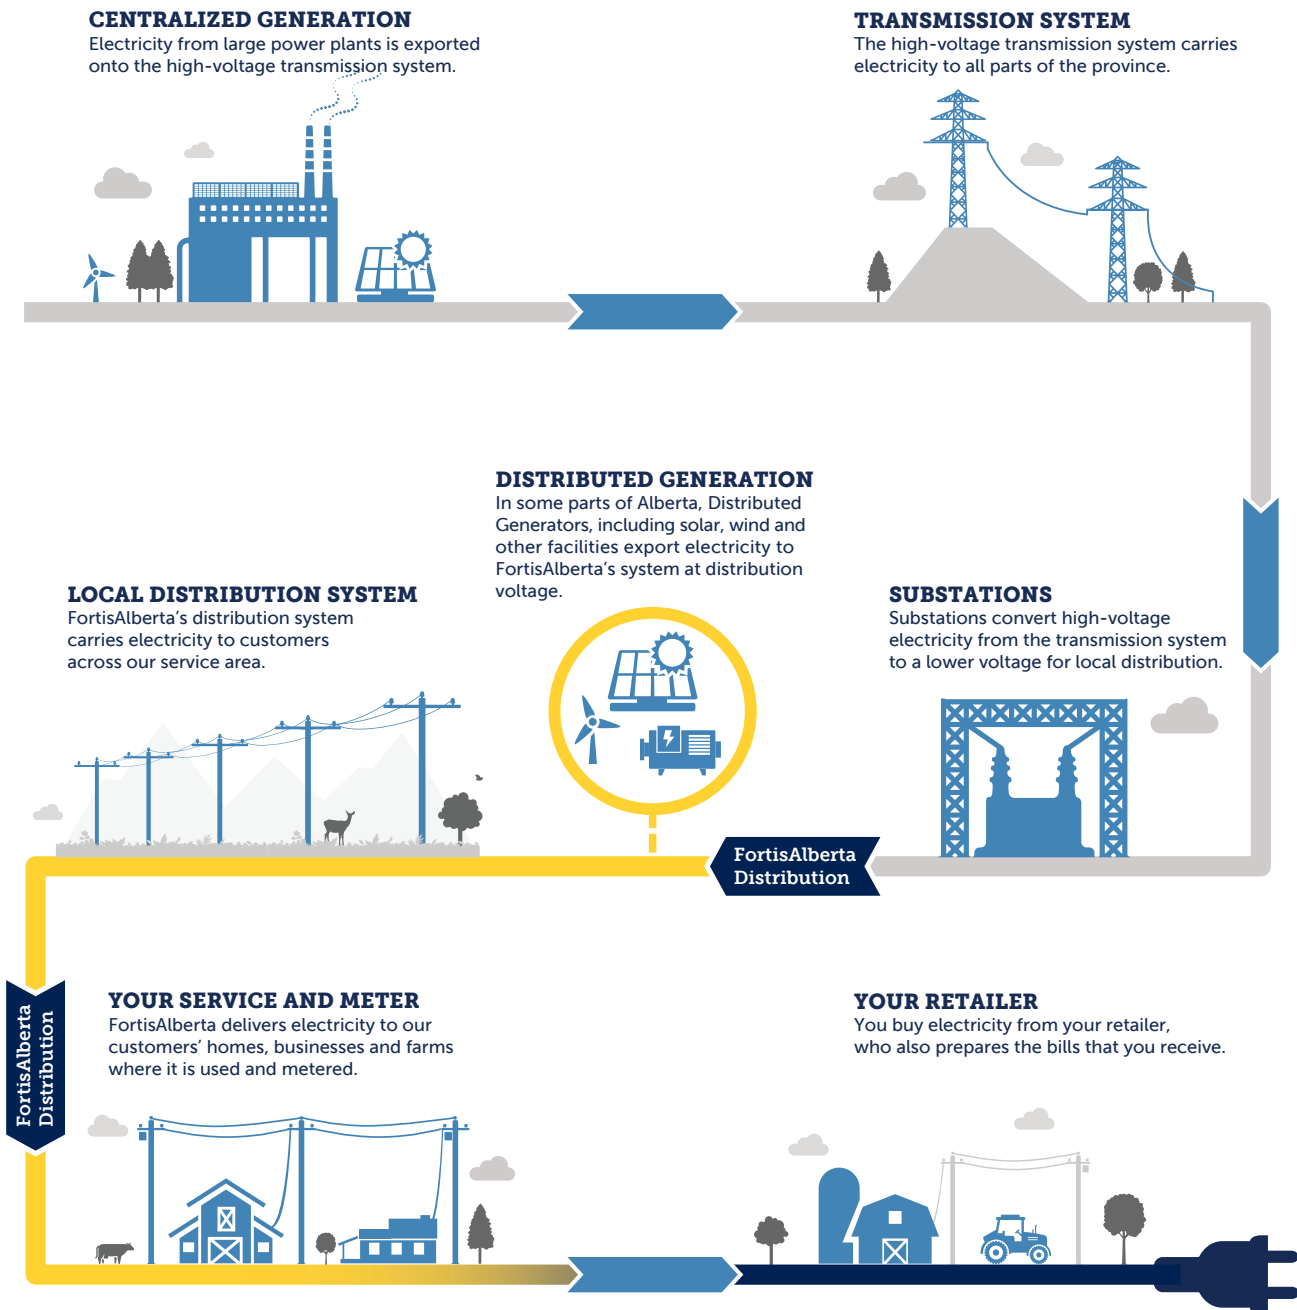 CENTRALIZED GENERATION
Electricity from large power plants is exported
onto the high-voltage transmission system.
TRANSMISSION SYSTEM
The high-voltage transmission system carries
electricity to all parts of the province.
DISTRIBUTED GENERATION
In some parts of Alberta, Distributed
Generators, including solar, wind and
other facilities export electricity to
FortisAlberta's system at distribution
voltage.
LOCAL DISTRIBUTION SYSTEM
FortisAlberta's distribution system
carries electricity to customers
across our service area.
SUBSTATIONS
Substations convert high-voltage
electricity from the transmission system
to a lower voltage for local distribution.
FortisAlberta
Distribution
FortisAlberta
Distribution
YOUR SERVICE AND METER
FortisAlberta delivers electricity to our
customers' homes, businesses and farms
where it is used and metered.
YOUR RETAILER
You buy electricity from your retailer,
who also prepares the bills that you receive.